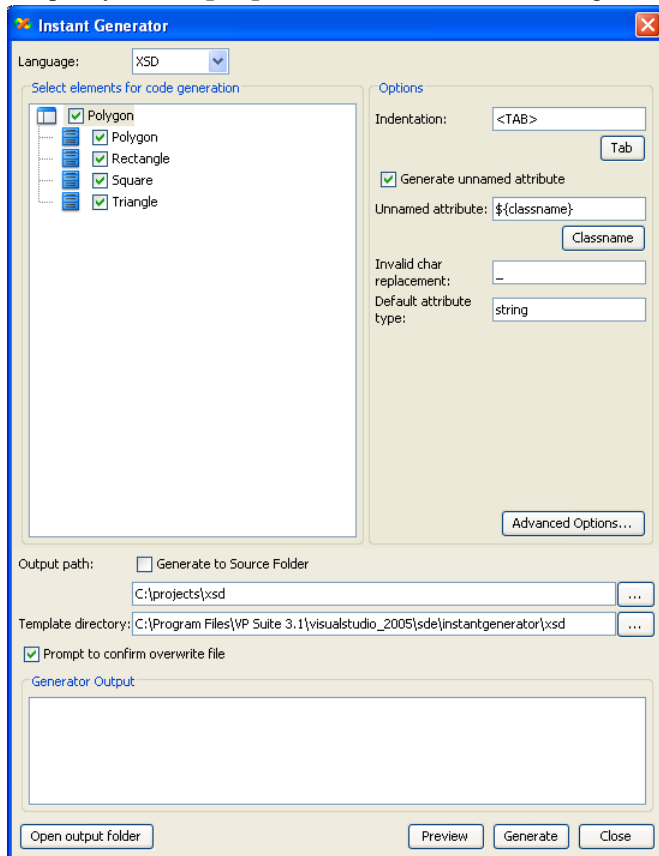 Instant Generator
Language: XSD
Select elements for code generation
Polygon
Polygon
Rectangle
Square
Triangle
Options
Indentation: <TAB>
Tab
Generate unnamed attribute
Unnamed attribute: ${classname}
Classname
Invalid char
replacement: _
Default attribute
type: string
Advanced Options...
Output path: Generate to Source Folder
C:\projects\xsd ...
Template directory: C:\Program Files\VP Suite 3.1\visualstudio_2005\sde\instantgenerator\xsd ...
Prompt to confirm overwrite file
Generator Output
Open output folder Preview Generate Close